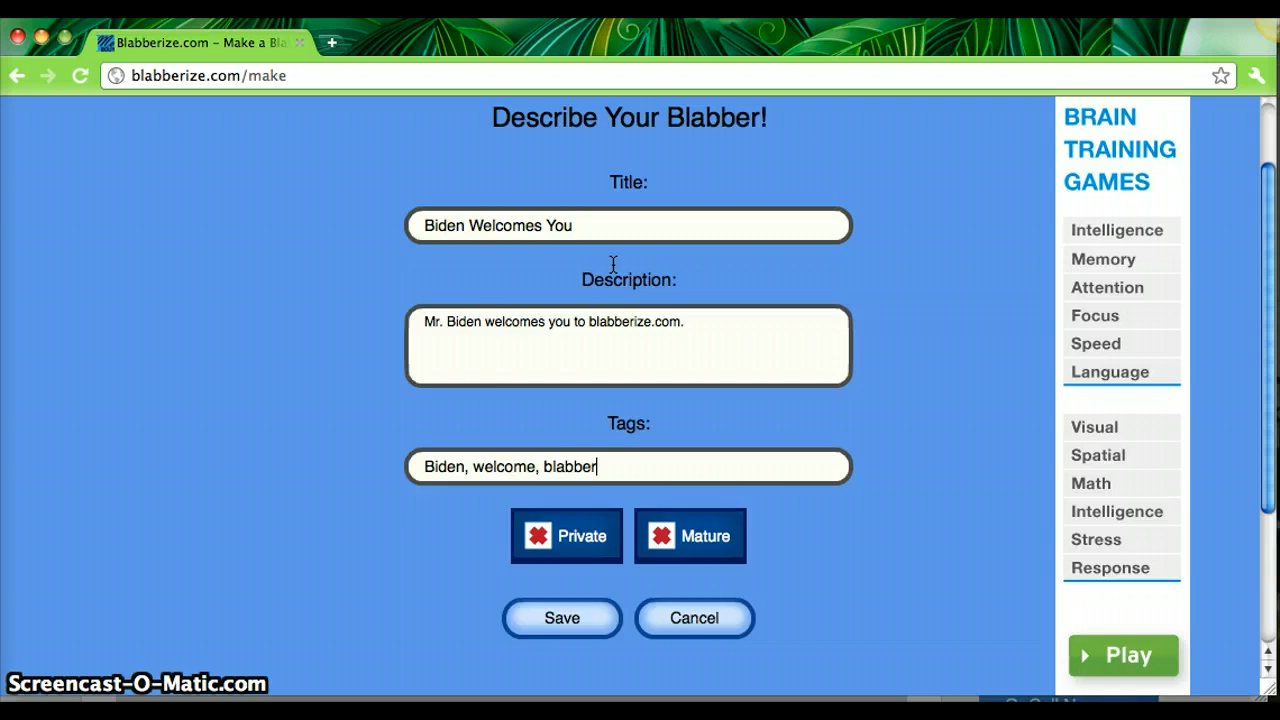 Blabberize.com – Make a Bla
blabberize.com/make
Describe Your Blabber!
Title:
Biden Welcomes You
Description:
Mr. Biden welcomes you to blabberize.com.
Tags:
Biden, welcome, blabber
Private
Mature
Save
Cancel
BRAIN
TRAINING
GAMES
Intelligence
Memory
Attention
Focus
Speed
Language
Visual
Spatial
Math
Intelligence
Stress
Response
Play
Screencast-O-Matic.com